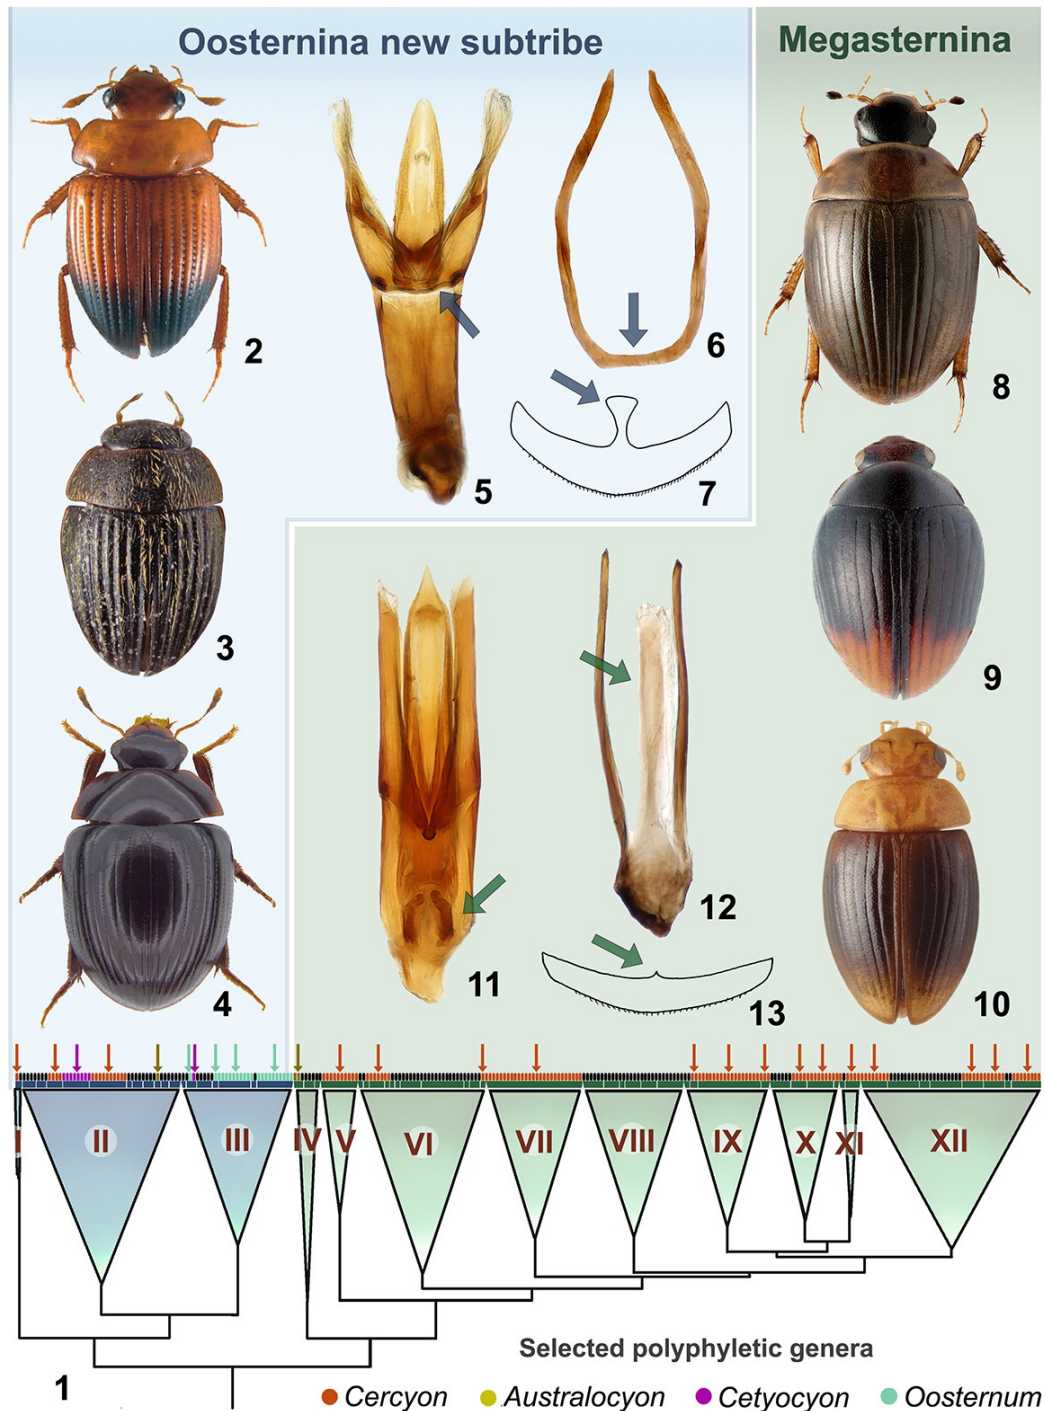 Oosternina new subtribe
Megasternina
2
5
6
7
8
3
9
4
11
12
13
10
I
II
III
IV
V
VI
VII
VIII
IX
X
XI
XII
1
Selected polyphyletic genera
Cercyon Australocyon Cetyocyon Oosternum